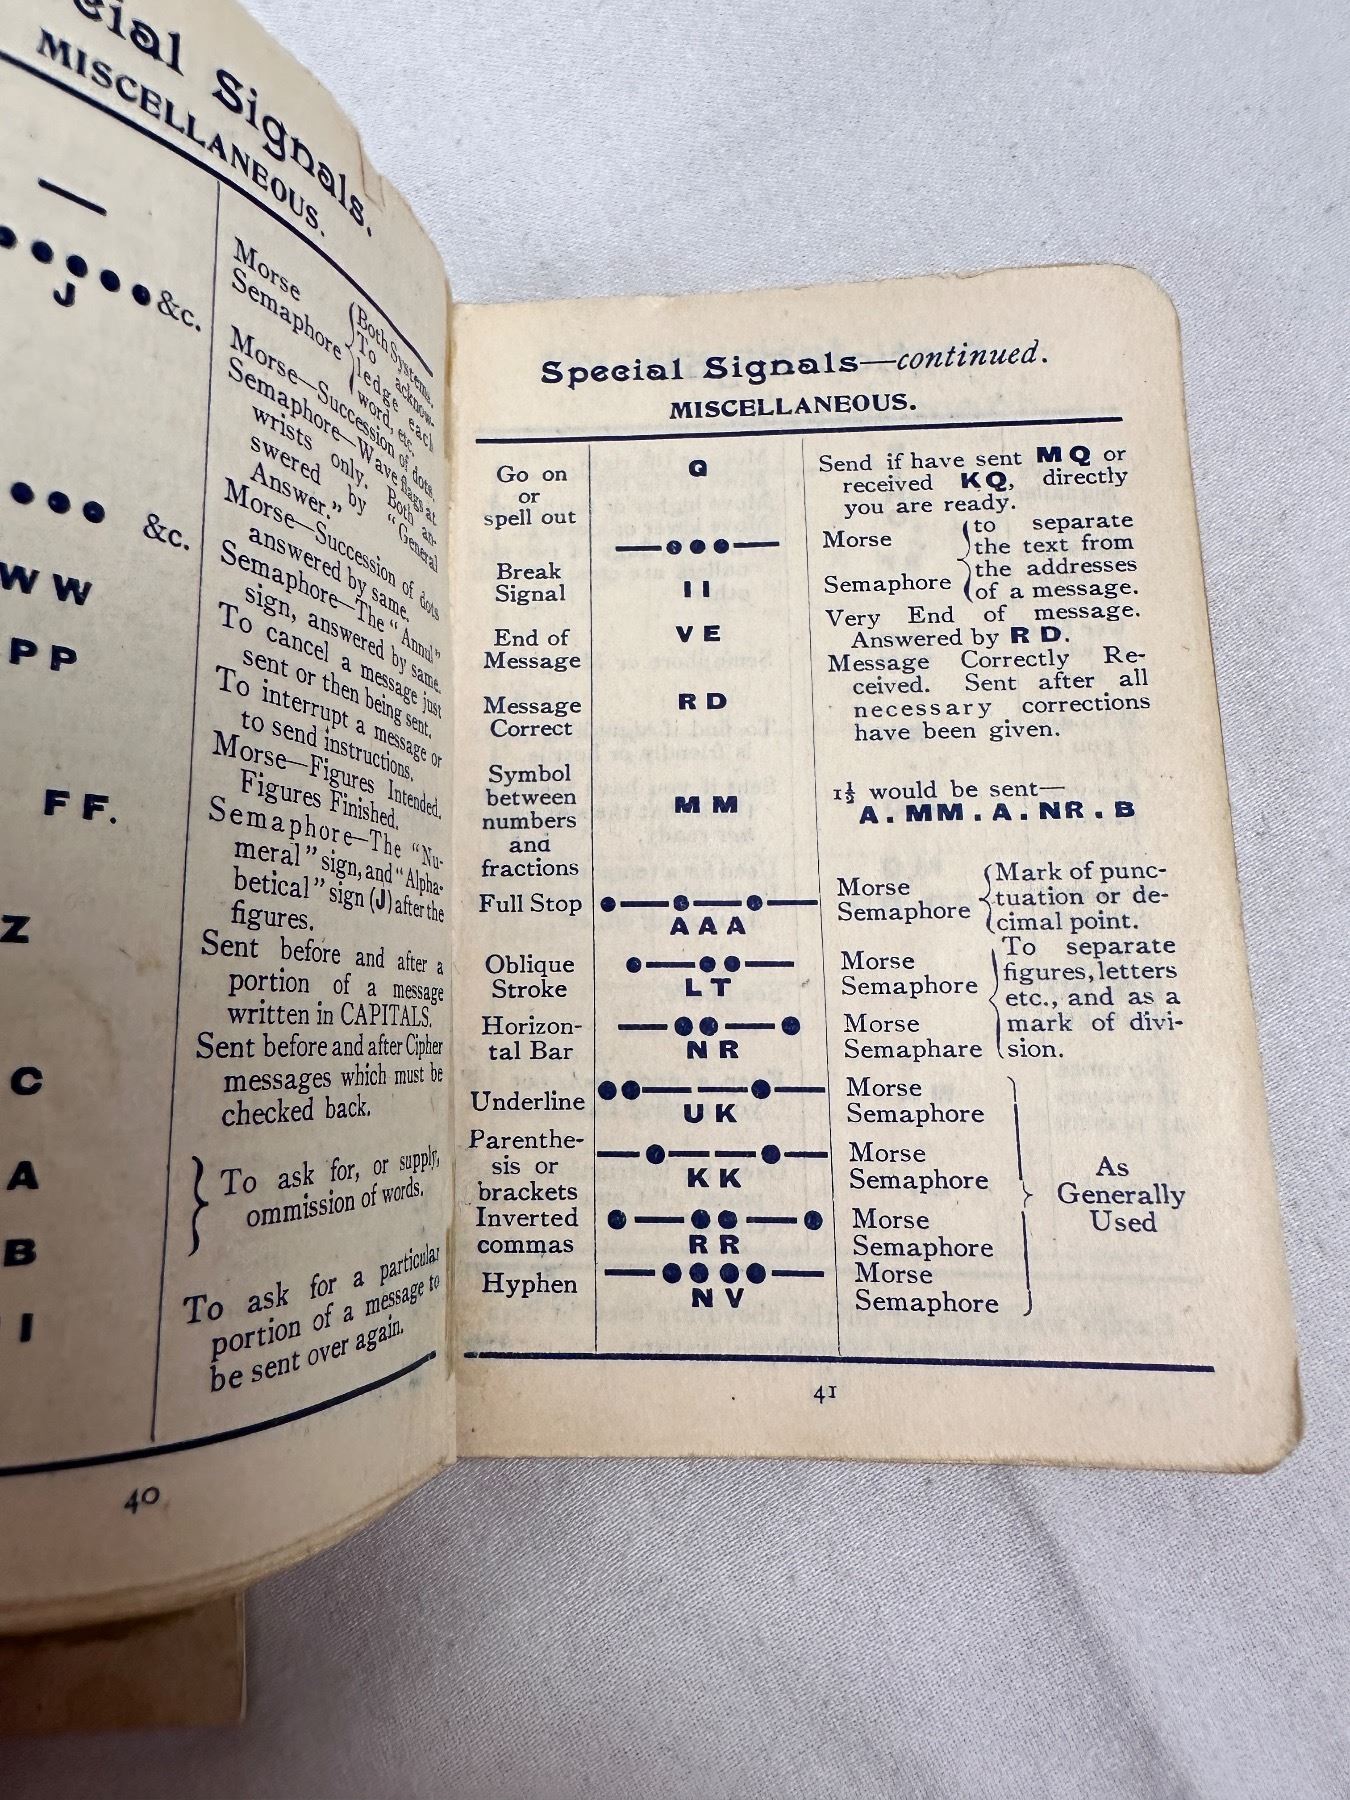 Special Signals.
MISCELLANEOUS.
J &c.
&c.
WW
PP
FF.
Z
C
A
B
I
Morse
Semaphore
Both Systems.
To acknow-
ledge each
word, etc.
Morse—Succession of dots.
Semaphore—Wave flags at
wrists only. Both an-
swered by "General
Answer."
Morse—Succession of dots
answered by same.
Semaphore—The "Annul"
sign, answered by same.
To cancel a message just
sent or then being sent.
To interrupt a message or
to send instructions.
Morse—Figures Intended.
Figures Finished.
Semaphore—The "Nu-
meral" sign, and "Alpha-
betical" sign (J) after the
figures.
Sent before and after a
portion of a message
written in CAPITALS.
Sent before and after Cipher
messages which must be
checked back.
To ask for, or supply,
ommission of words.
To ask for a particular
portion of a message to
be sent over again.
40
Special Signals—continued.
MISCELLANEOUS.
Go on
or
spell out
Q
Send if have sent MQ or
received KQ, directly
you are ready.
Break
Signal
— • • • —
II
Morse
Semaphore
to separate
the text from
the addresses
of a message.
End of
Message
VE
Very End of message.
Answered by RD.
Message
Correct
RD
Message Correctly Re-
ceived. Sent after all
necessary corrections
have been given.
Symbol
between
numbers
and
fractions
MM
1½ would be sent—
A . MM . A . NR . B
Full Stop
• — • — • —
AAA
Morse
Semaphore
Mark of punc-
tuation or de-
cimal point.
Oblique
Stroke
• — • • —
LT
Morse
Semaphore
Horizon-
tal Bar
— • • — •
NR
Morse
Semaphare
To separate
figures, letters
etc., and as a
mark of divi-
sion.
Underline
• • — — • —
UK
Morse
Semaphore
Parenthe-
sis or
brackets
— • — — • —
KK
Morse
Semaphore
Inverted
commas
• — • • — •
RR
Morse
Semaphore
Hyphen
— • • • • —
NV
Morse
Semaphore
As
Generally
Used
41